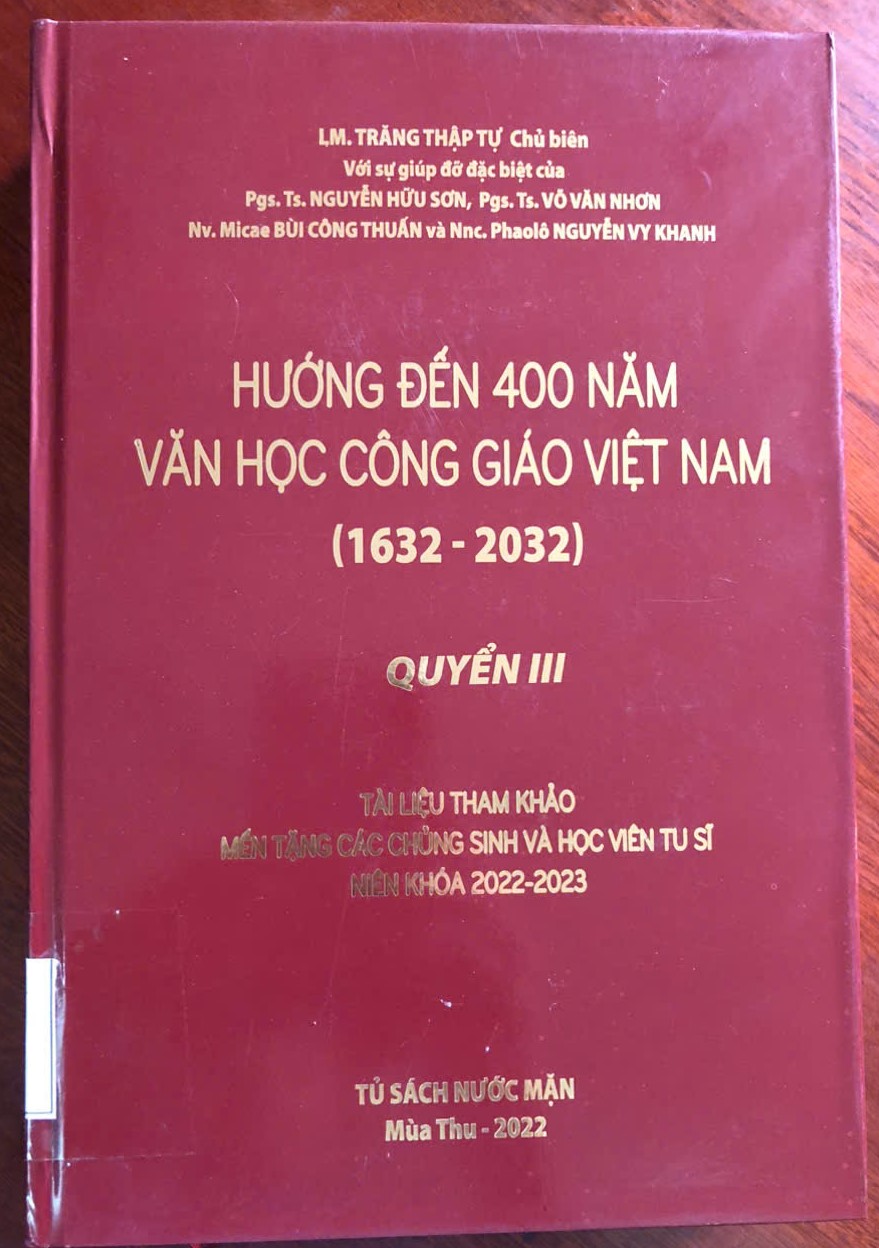 LM. TRĂNG THẬP TỰ Chủ biên
Với sự giúp đỡ đặc biệt của
Pgs. Ts. NGUYỄN HỮU SƠN, Pgs. Ts. VÕ VĂN NHƠN
Nv. Micae BÙI CÔNG THUẤN và Nnc. Phaolô NGUYỄN VY KHANH
HƯỚNG ĐẾN 400 NĂM
VĂN HỌC CÔNG GIÁO VIỆT NAM
(1632 - 2032)
QUYỂN III
TÀI LIỆU THAM KHẢO
MẾN TẶNG CÁC CHỦNG SINH VÀ HỌC VIÊN TU SĨ
NIÊN KHÓA 2022-2023
TỦ SÁCH NƯỚC MẶN
Mùa Thu - 2022